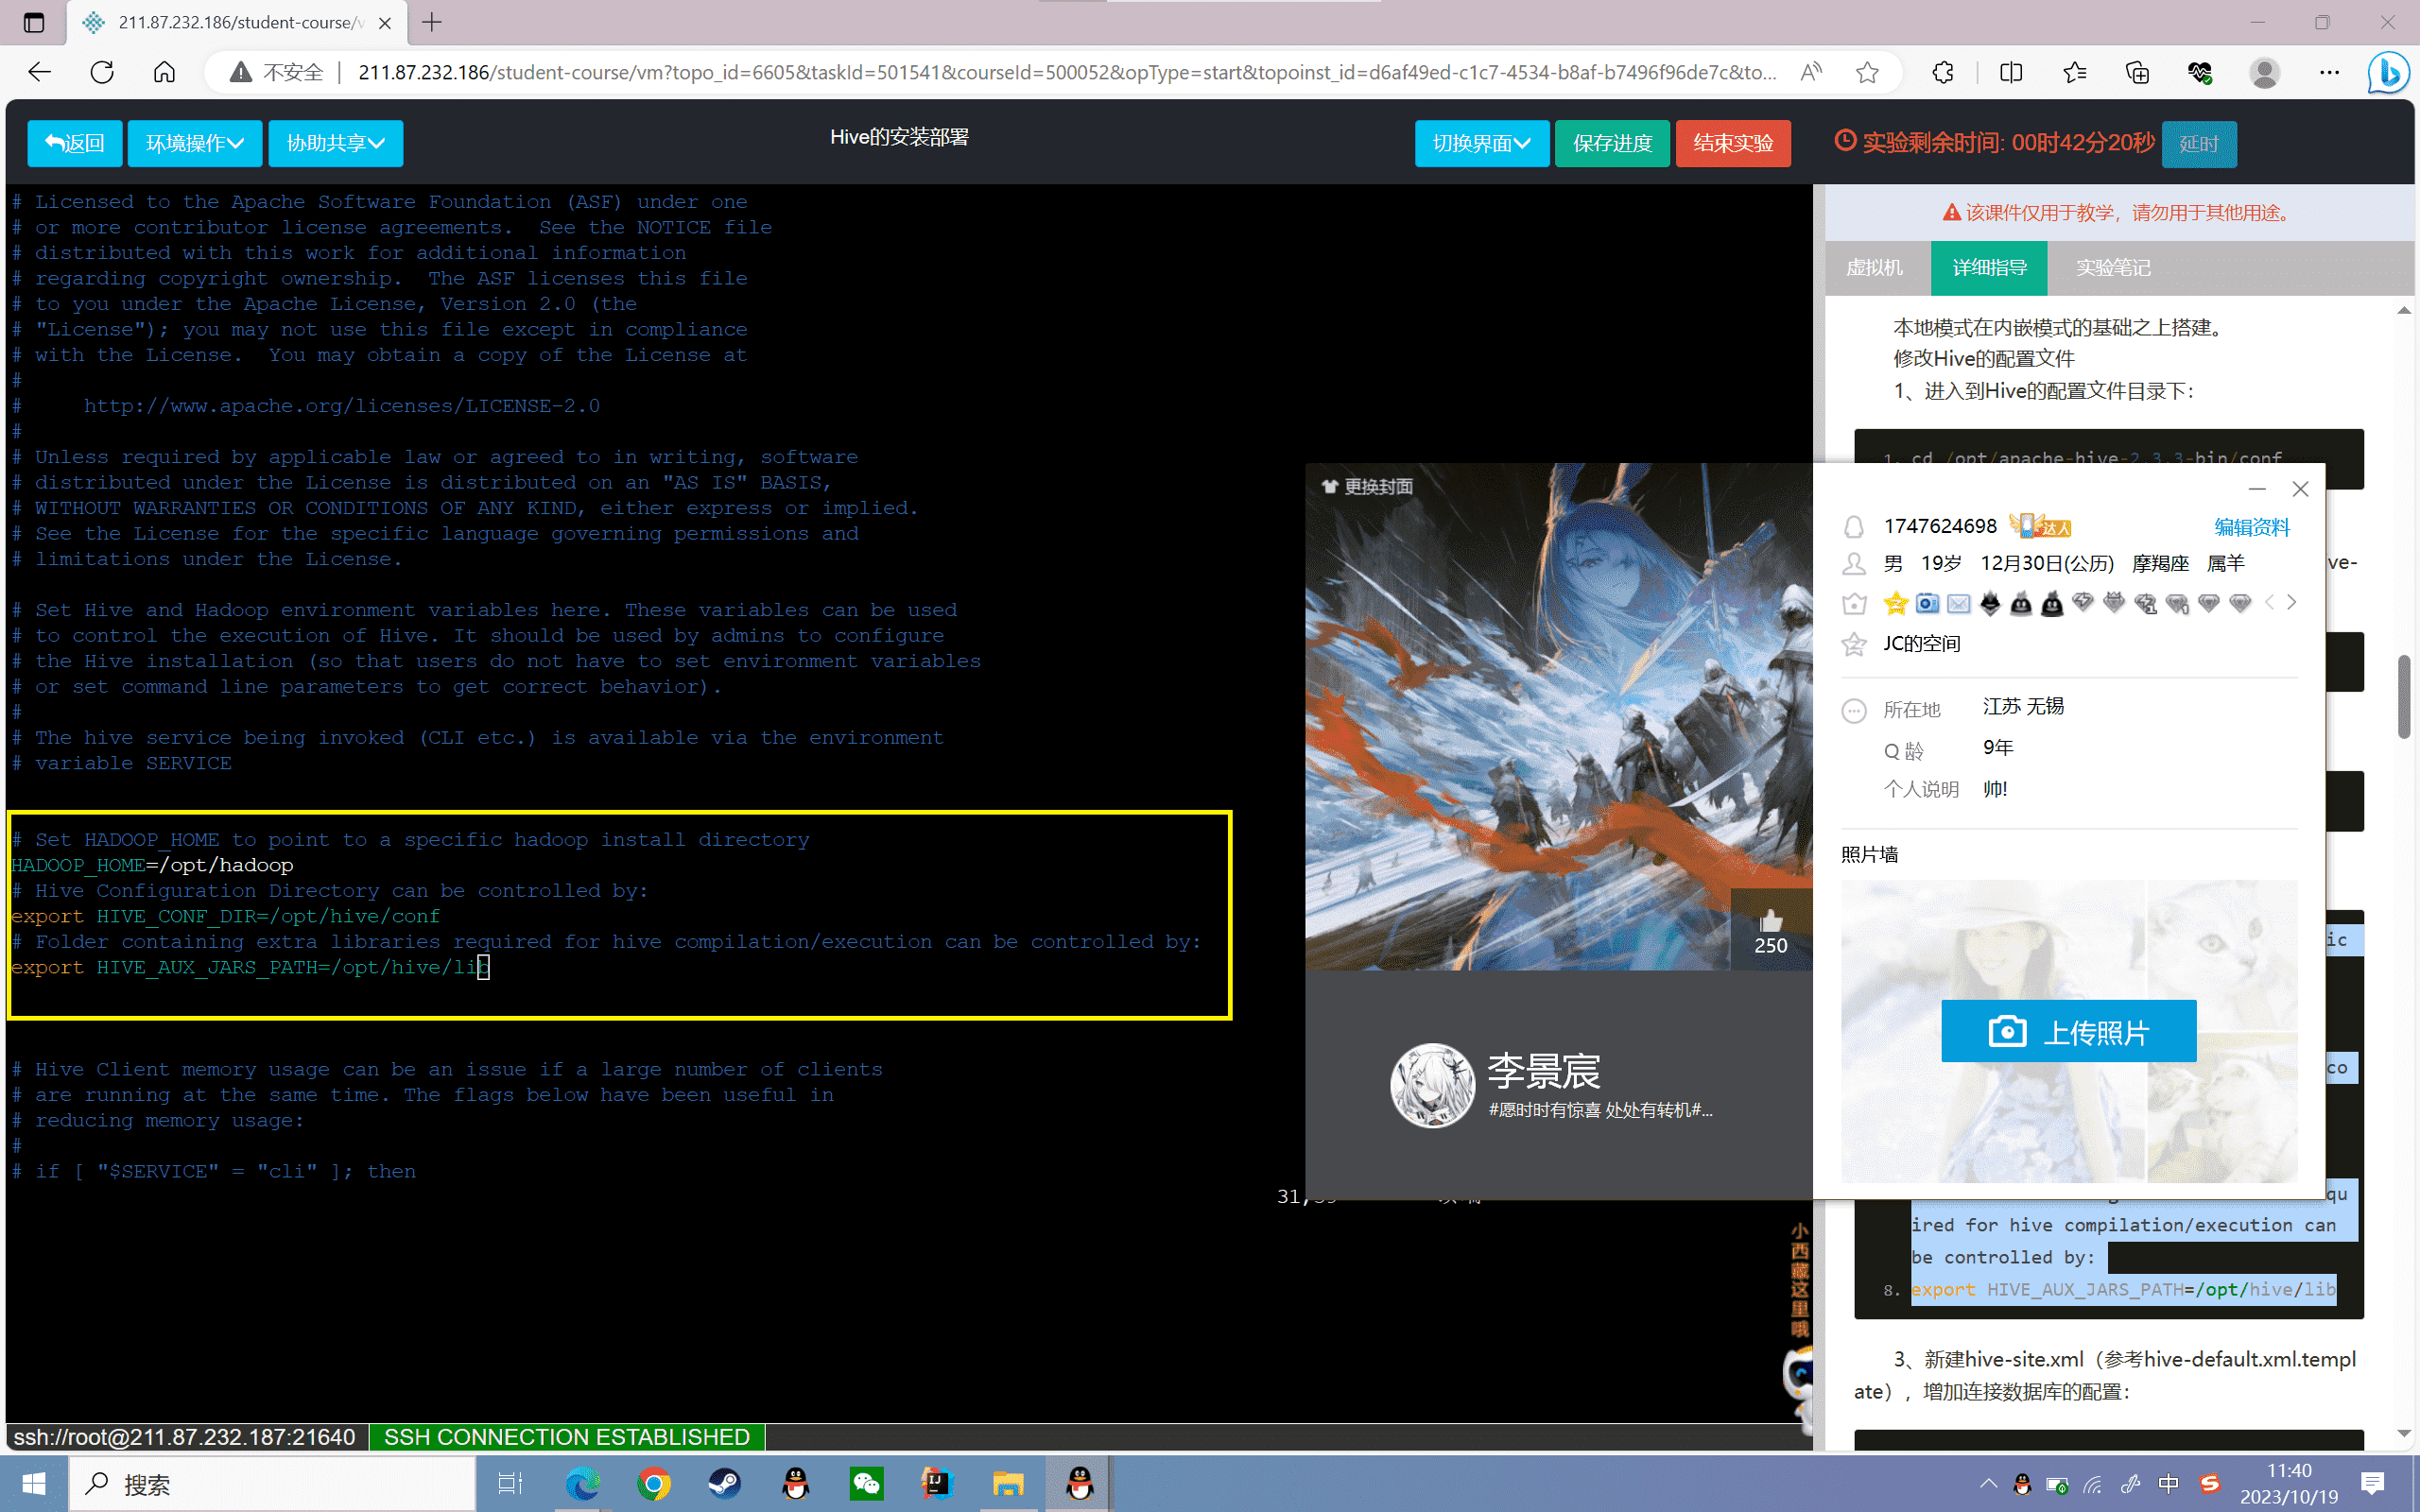 211.87.232.186/student-course/v
不安全
211.87.232.186/student-course/vm?topo_id=6605&taskId=501541&courseId=500052&opType=start&topoinst_id=d6af49ed-c1c7-4534-b8af-b7496f96de7c&to...
返回
环境操作
协助共享
Hive的安装部署
切换界面
保存进度
结束实验
实验剩余时间: 00时42分20秒
延时
# Licensed to the Apache Software Foundation (ASF) under one
# or more contributor license agreements.  See the NOTICE file
# distributed with this work for additional information
# regarding copyright ownership.  The ASF licenses this file
# to you under the Apache License, Version 2.0 (the
# "License"); you may not use this file except in compliance
# with the License.  You may obtain a copy of the License at
#
#     http://www.apache.org/licenses/LICENSE-2.0
#
# Unless required by applicable law or agreed to in writing, software
# distributed under the License is distributed on an "AS IS" BASIS,
# WITHOUT WARRANTIES OR CONDITIONS OF ANY KIND, either express or implied.
# See the License for the specific language governing permissions and
# limitations under the License.
# Set Hive and Hadoop environment variables here. These variables can be used
# to control the execution of Hive. It should be used by admins to configure
# the Hive installation (so that users do not have to set environment variables
# or set command line parameters to get correct behavior).
#
# The hive service being invoked (CLI etc.) is available via the environment
# variable SERVICE
# Set HADOOP_HOME to point to a specific hadoop install directory
HADOOP_HOME=/opt/hadoop
# Hive Configuration Directory can be controlled by:
export HIVE_CONF_DIR=/opt/hive/conf
# Folder containing extra libraries required for hive compilation/execution can be controlled by:
export HIVE_AUX_JARS_PATH=/opt/hive/lib
# Hive Client memory usage can be an issue if a large number of clients
# are running at the same time. The flags below have been useful in
# reducing memory usage:
#
# if [ "$SERVICE" = "cli" ]; then
31,
ssh://root@211.87.232.187:21640
SSH CONNECTION ESTABLISHED
小西藏这里哦
该课件仅用于教学，请勿用于其他用途。
虚拟机
详细指导
实验笔记
本地模式在内嵌模式的基础之上搭建。
修改Hive的配置文件
1、进入到Hive的配置文件目录下：
1. cd /opt/apache-hive-2.3.3-bin/conf
ve-
ic
co
qu
ired for hive compilation/execution can
be controlled by:
8. export HIVE_AUX_JARS_PATH=/opt/hive/lib
3、新建hive-site.xml（参考hive-default.xml.templ
ate），增加连接数据库的配置：
更换封面
250
李景宸
#愿时时有惊喜 处处有转机#...
1747624698
达人
编辑资料
男 19岁 12月30日(公历) 摩羯座 属羊
JC的空间
所在地 江苏 无锡
Q 龄 9年
个人说明 帅!
照片墙
上传照片
搜索
中
11:40
2023/10/19